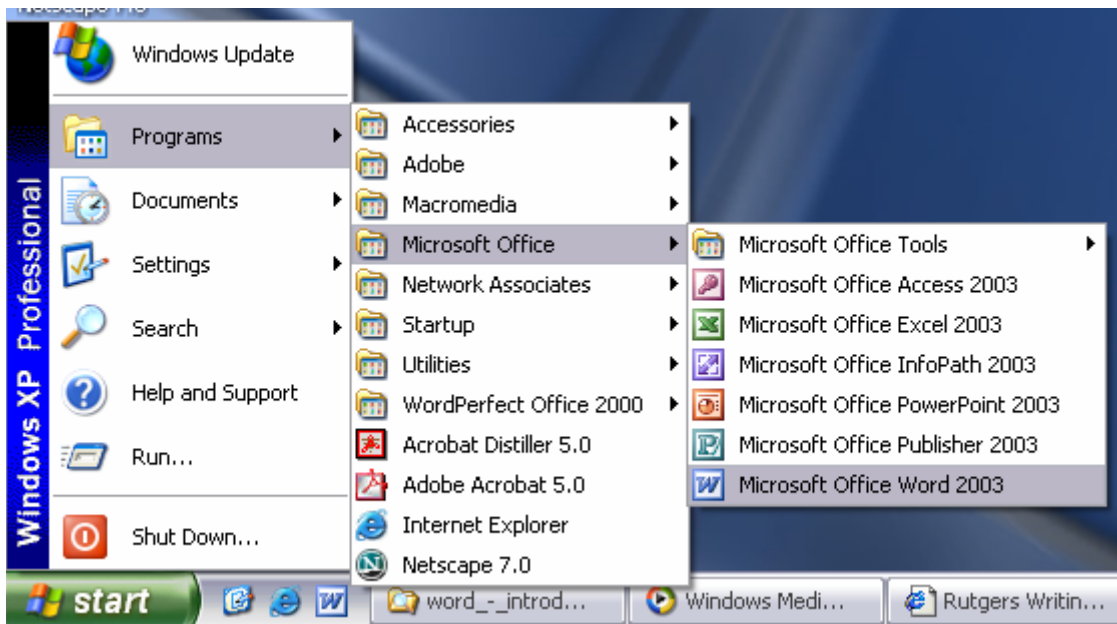 Windows Update
Programs
Documents
Settings
Search
Help and Support
Run...
Shut Down...
Windows XP Professional
Accessories
Adobe
Macromedia
Microsoft Office
Network Associates
Startup
Utilities
WordPerfect Office 2000
Acrobat Distiller 5.0
Adobe Acrobat 5.0
Internet Explorer
Netscape 7.0
Microsoft Office Tools
Microsoft Office Access 2003
Microsoft Office Excel 2003
Microsoft Office InfoPath 2003
Microsoft Office PowerPoint 2003
Microsoft Office Publisher 2003
Microsoft Office Word 2003
start
word_-_introd...
Windows Medi...
Rutgers Writin...